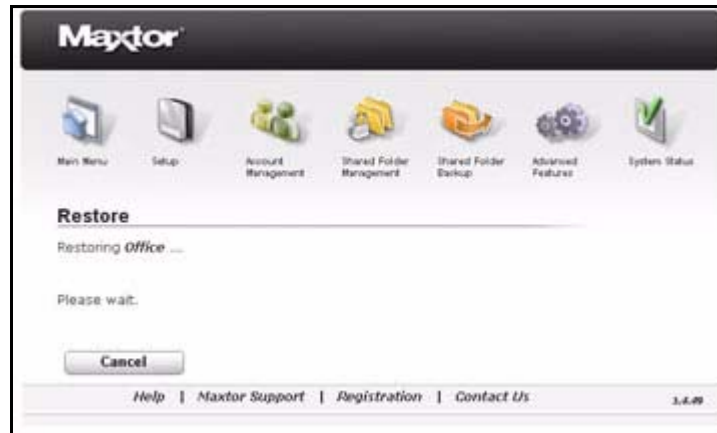 Maxtor
Main Menu
Setup
Account Management
Shared Folder Management
Shared Folder Backup
Advanced Features
System Status
Restore
Restoring Office ....
Please wait.
Cancel
Help | Maxtor Support | Registration | Contact Us